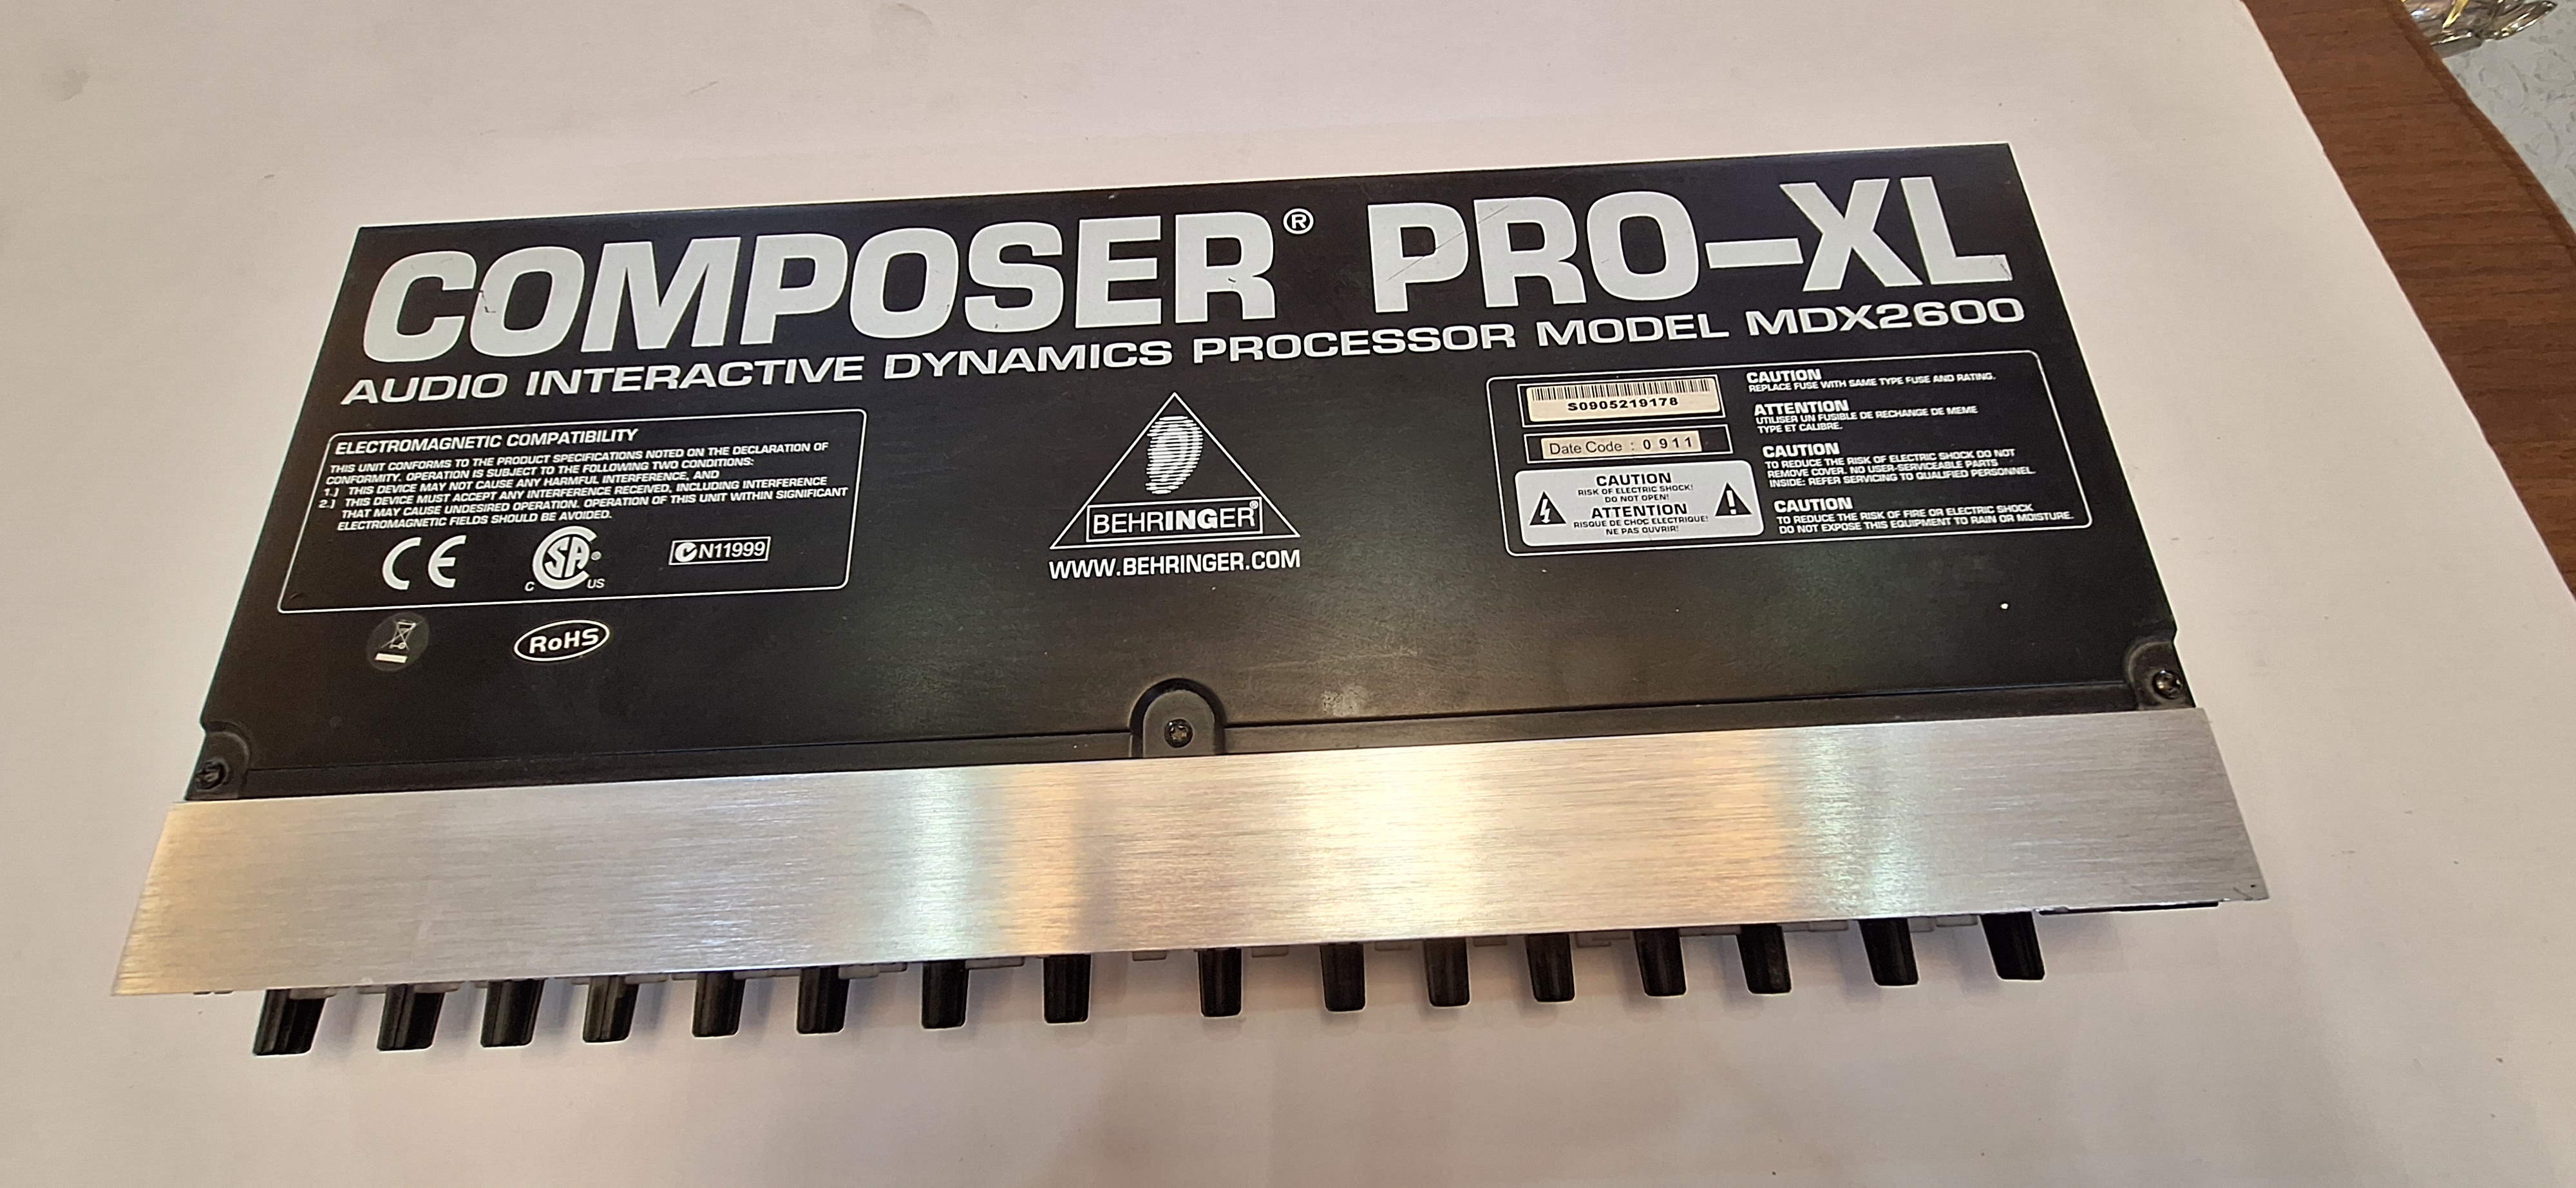 COMPOSER® PRO-XL
AUDIO INTERACTIVE DYNAMICS PROCESSOR MODEL MDX2600
ELECTROMAGNETIC COMPATIBILITY
THIS UNIT CONFORMS TO THE PRODUCT SPECIFICATIONS NOTED ON THE DECLARATION OF
CONFORMITY. OPERATION IS SUBJECT TO THE FOLLOWING TWO CONDITIONS:
1.) THIS DEVICE MAY NOT CAUSE ANY HARMFUL INTERFERENCE, AND
2.) THIS DEVICE MUST ACCEPT ANY INTERFERENCE RECEIVED, INCLUDING INTERFERENCE
THAT MAY CAUSE UNDESIRED OPERATION. OPERATION OF THIS UNIT WITHIN SIGNIFICANT
ELECTROMAGNETIC FIELDS SHOULD BE AVOIDED.
CE
C SA® US
N11999
RoHS
BEHRINGER®
WWW.BEHRINGER.COM
S0905219178
Date Code : 0 9 1 1
CAUTION
RISK OF ELECTRIC SHOCK!
DO NOT OPEN!
ATTENTION
RISQUE DE CHOC ELECTRIQUE!
NE PAS OUVRIR!
CAUTION
REPLACE FUSE WITH SAME TYPE FUSE AND RATING.
ATTENTION
UTILISER UN FUSIBLE DE RECHANGE DE MEME
TYPE ET CALIBRE.
CAUTION
TO REDUCE THE RISK OF ELECTRIC SHOCK DO NOT
REMOVE COVER. NO USER-SERVICEABLE PARTS
INSIDE: REFER SERVICING TO QUALIFIED PERSONNEL.
CAUTION
TO REDUCE THE RISK OF FIRE OR ELECTRIC SHOCK
DO NOT EXPOSE THIS EQUIPMENT TO RAIN OR MOISTURE.